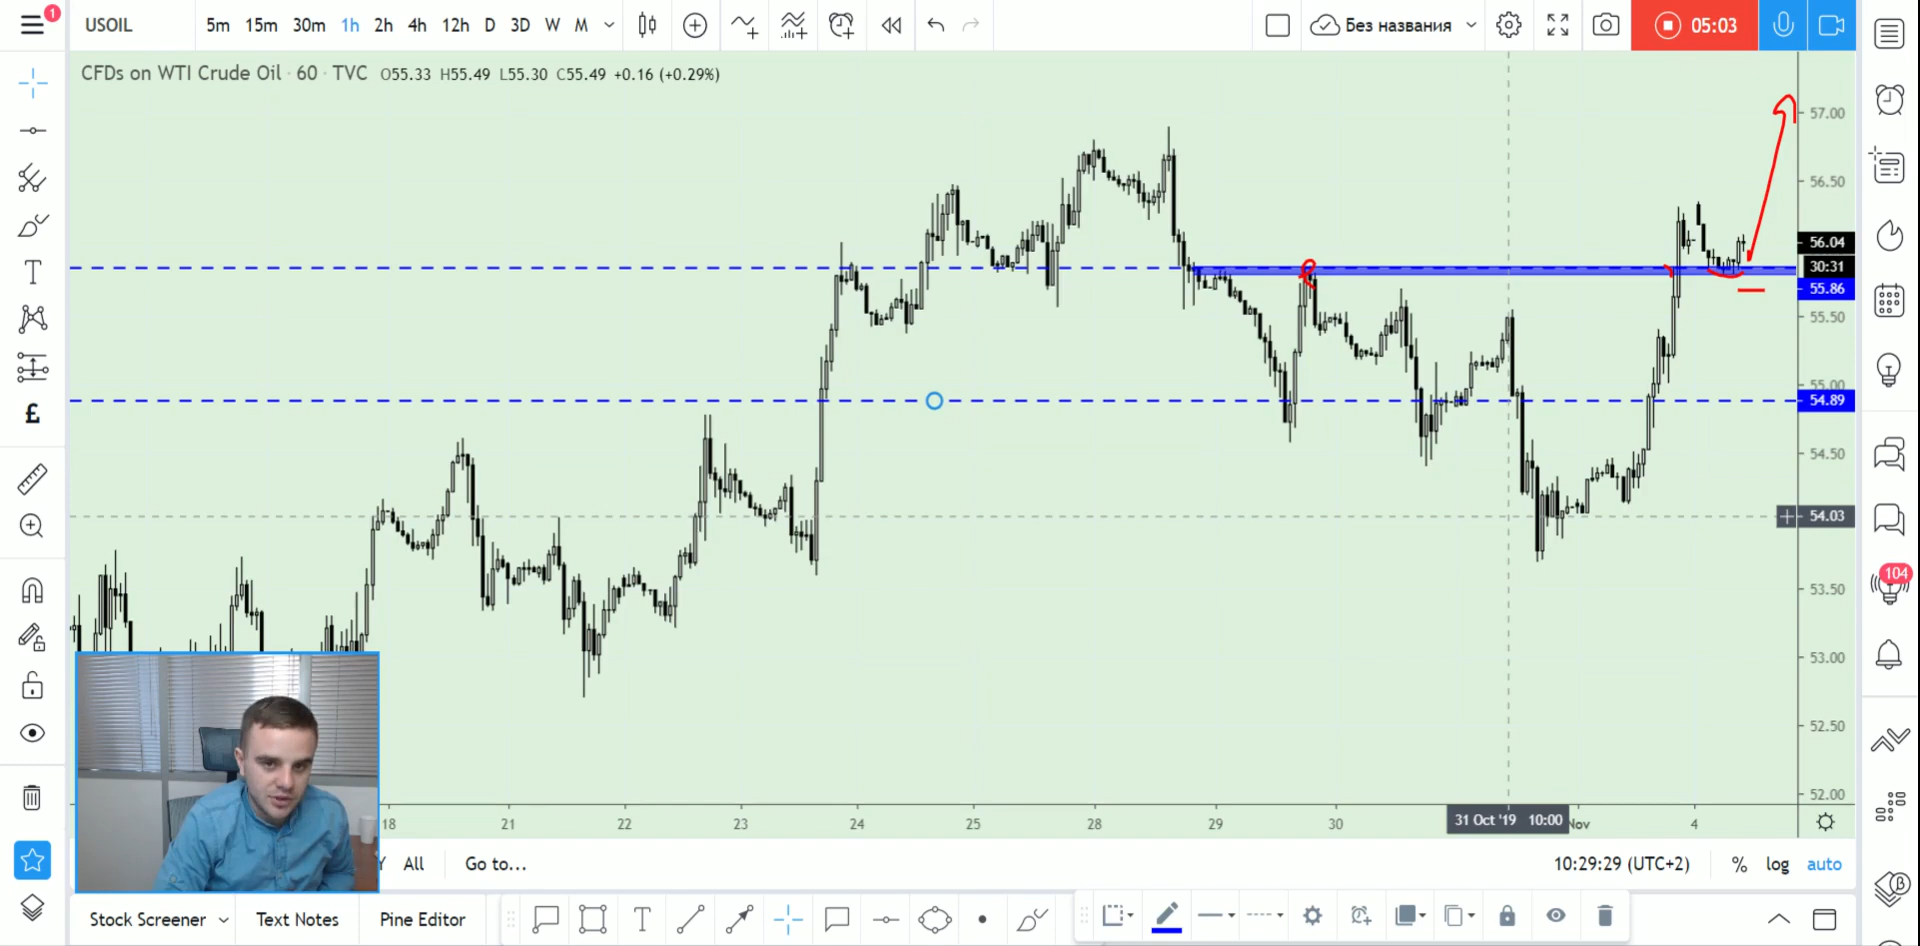 1
USOIL
5m 15m 30m 1h 2h 4h 12h D 3D W M
Без названия
05:03
CFDs on WTI Crude Oil · 60 · TVC O55.33 H55.49 L55.30 C55.49 +0.16 (+0.29%)
57.00
56.50
56.04
30:31
55.86
55.50
55.00
54.89
54.50
54.03
53.50
53.00
52.50
52.00
104
18 21 22 23 24 25 28 29 30 31 Oct '19 10:00 Nov 4
Y All Go to... 10:29:29 (UTC+2) % log auto
Stock Screener Text Notes Pine Editor